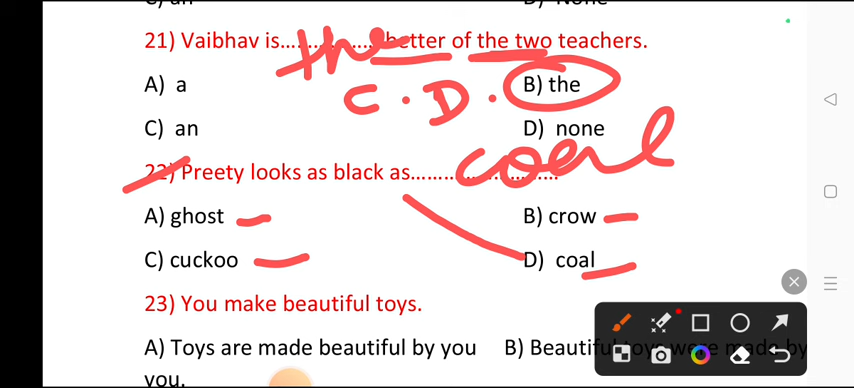 21) Vaibhav is.................better of the two teachers.
the
A) a
B) the
C. D.
C) an
D) none
22) Preety looks as black as.........................
coal
A) ghost
B) crow
C) cuckoo
D) coal
23) You make beautiful toys.
A) Toys are made beautiful by you
B) Beautiful toys were made by
you.